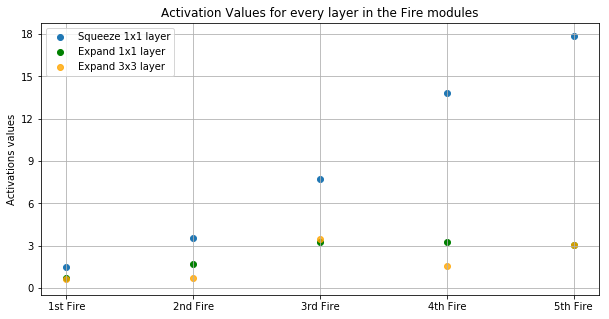 Activation Values for every layer in the Fire modules
Squeeze 1x1 layer
Expand 1x1 layer
Expand 3x3 layer
Activations values
18
15
12
9
6
3
0
1st Fire
2nd Fire
3rd Fire
4th Fire
5th Fire